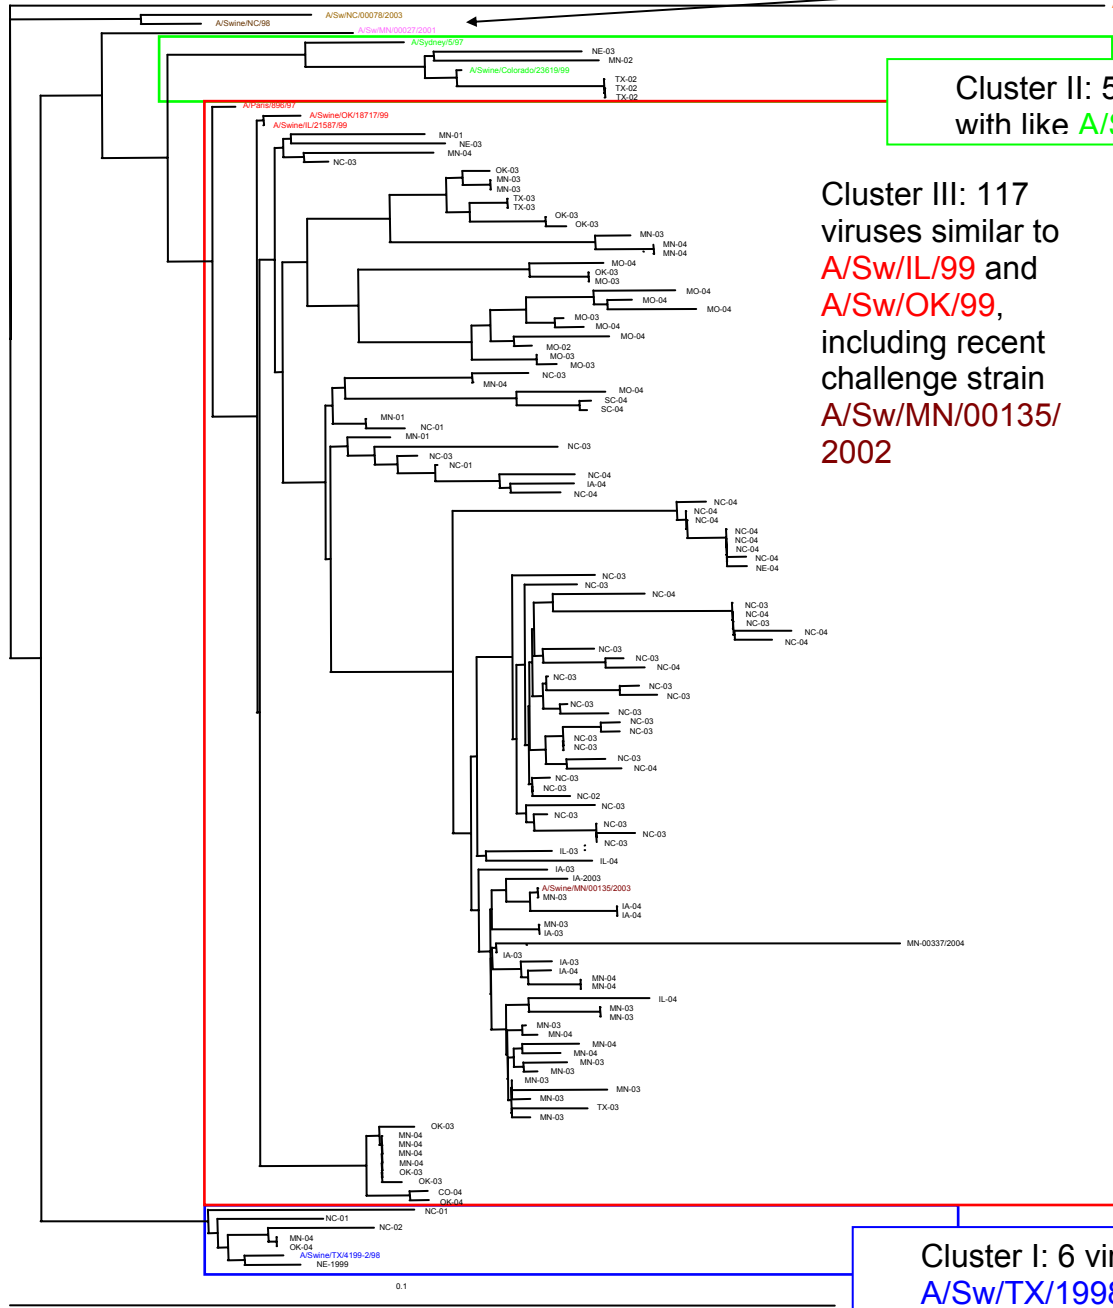 A/Sw/NC/00078/2003
A/Swine/NC/98
A/Sw/MN/00027/2001
A/Sydney/5/97
NE-03
MN-02
A/Swine/Colorado/23619/99
TX-02
TX-02
TX-02
Cluster II: 5
with like A/S
A/Paris/896/97
A/Swine/OK/18717/99
A/Swine/IL/21587/99
MN-01
NE-03
MN-04
NC-03
OK-03
MN-03
MN-03
TX-03
TX-03
OK-03
OK-03
MN-03
MN-04
MN-04
Cluster III: 117
viruses similar to
A/Sw/IL/99 and
A/Sw/OK/99,
including recent
challenge strain
A/Sw/MN/00135/
2002
MO-04
OK-03
MO-03
MO-04
MO-04
MO-04
MO-03
MO-04
MO-04
MO-02
MO-03
MO-03
NC-03
MN-04
MO-04
SC-04
SC-04
MN-01
NC-01
MN-01
NC-03
NC-03
NC-01
NC-04
IA-04
NC-04
NC-04
NC-04
NC-04
NC-04
NC-04
NC-04
NC-04
NE-04
NC-03
NC-03
NC-04
NC-03
NC-04
NC-03
NC-04
NC-04
NC-03
NC-03
NC-04
NC-03
NC-03
NC-03
NC-03
NC-03
NC-03
NC-03
NC-03
NC-03
NC-03
NC-04
NC-03
NC-03
NC-02
NC-03
NC-03
NC-03
NC-03
NC-03
IL-03
IL-04
IA-03
IA-2003
A/Swine/MN/00135/2003
MN-03
IA-04
IA-04
MN-03
IA-03
MN-00337/2004
IA-03
IA-03
IA-04
MN-04
MN-04
IL-04
MN-03
MN-03
MN-03
MN-04
MN-04
MN-04
MN-03
MN-03
MN-03
MN-03
MN-03
TX-03
MN-03
OK-03
MN-04
MN-04
MN-04
MN-04
OK-03
OK-03
CO-04
OK-04
NC-01
NC-01
NC-02
MN-04
OK-04
A/Swine/TX/4199-2/98
NE-1999
Cluster I: 6 vir
A/Sw/TX/1998
0.1